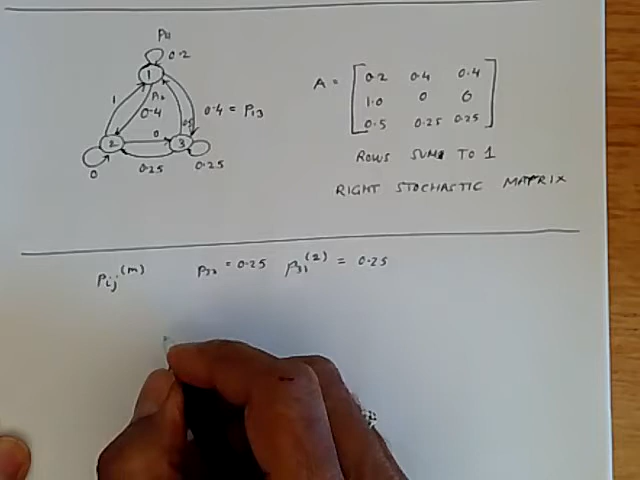 P11
0.2
1
1
P12
0.4
0.4 = P13
0.5
2
0
3
0
0.25
0.25
A = [ 0.2 0.4 0.4
1.0 0 0
0.5 0.25 0.25 ]
ROWS SUM TO 1
RIGHT STOCHASTIC MATRIX
Pij(m) P32 = 0.25 P31(2) = 0.25